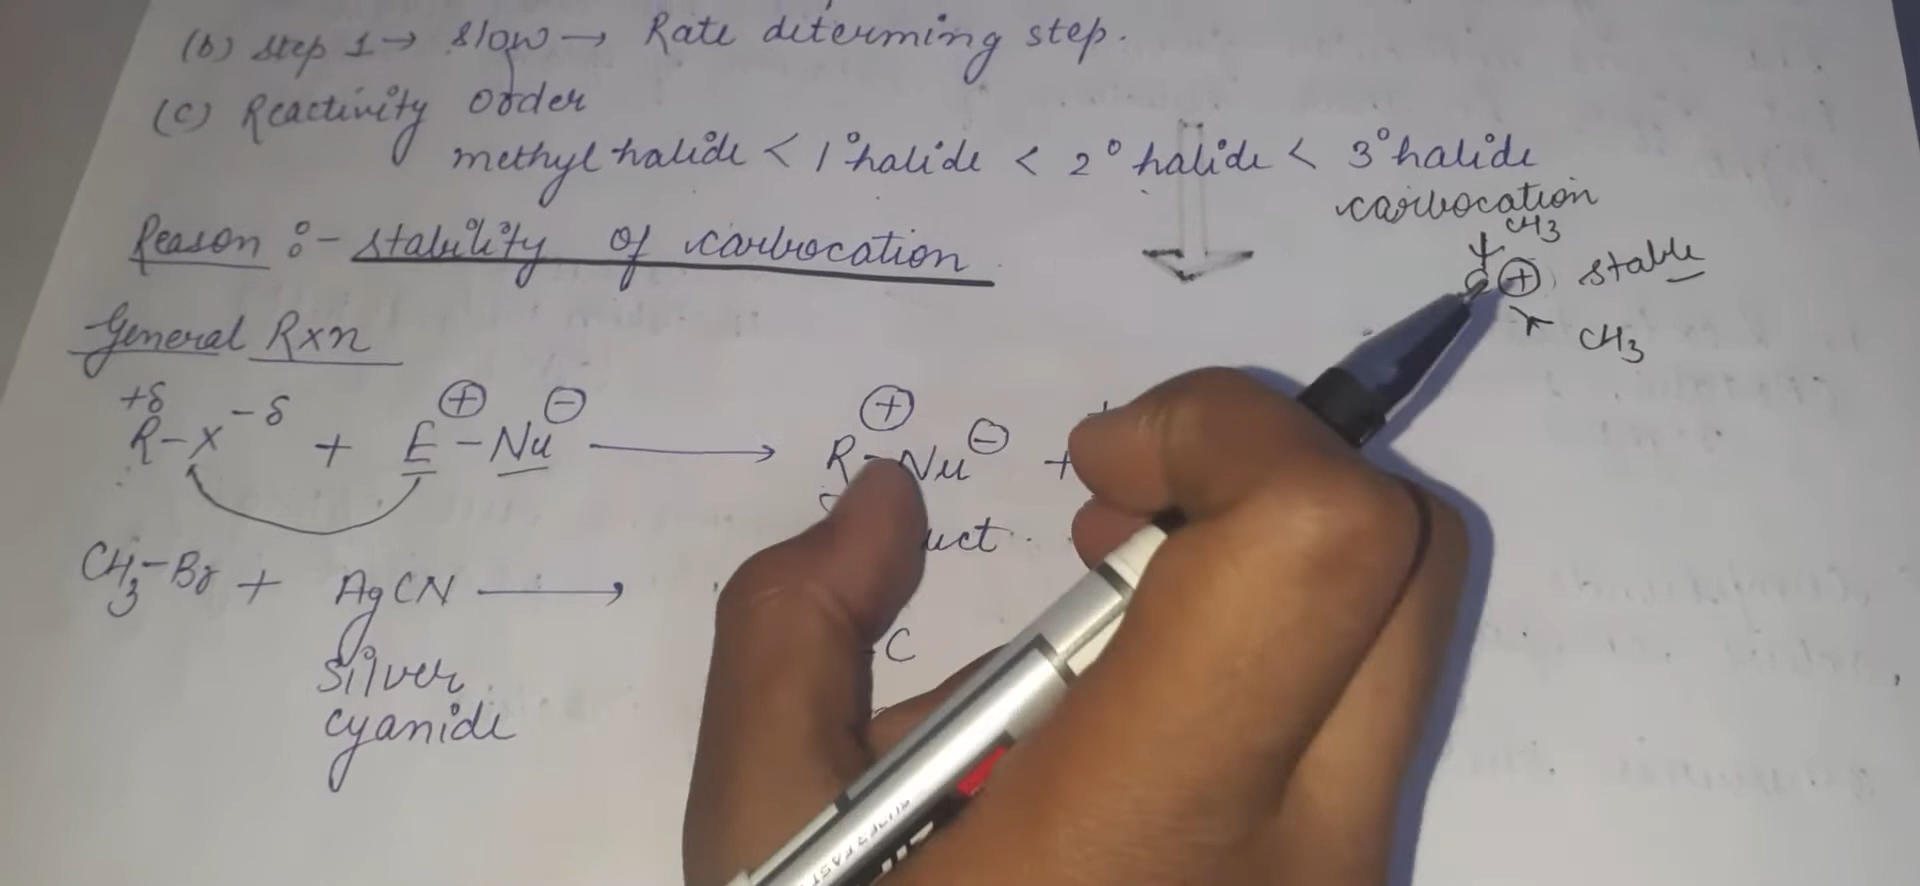 (b) Step 1 → Slow → Rate determing step.
(c) Reactivity order
methyl halide < 1° halide < 2° halide < 3° halide
carbocation
Reason :- stability of carbocation
CH3
C ⊕ stable
CH3
General Rxn
+δ -δ ⊕ ⊖ ⊕ ⊖
R-X + E-Nu → R-Nu +
uct.
CH3-Br + AgCN →
C
Silver
cyanide